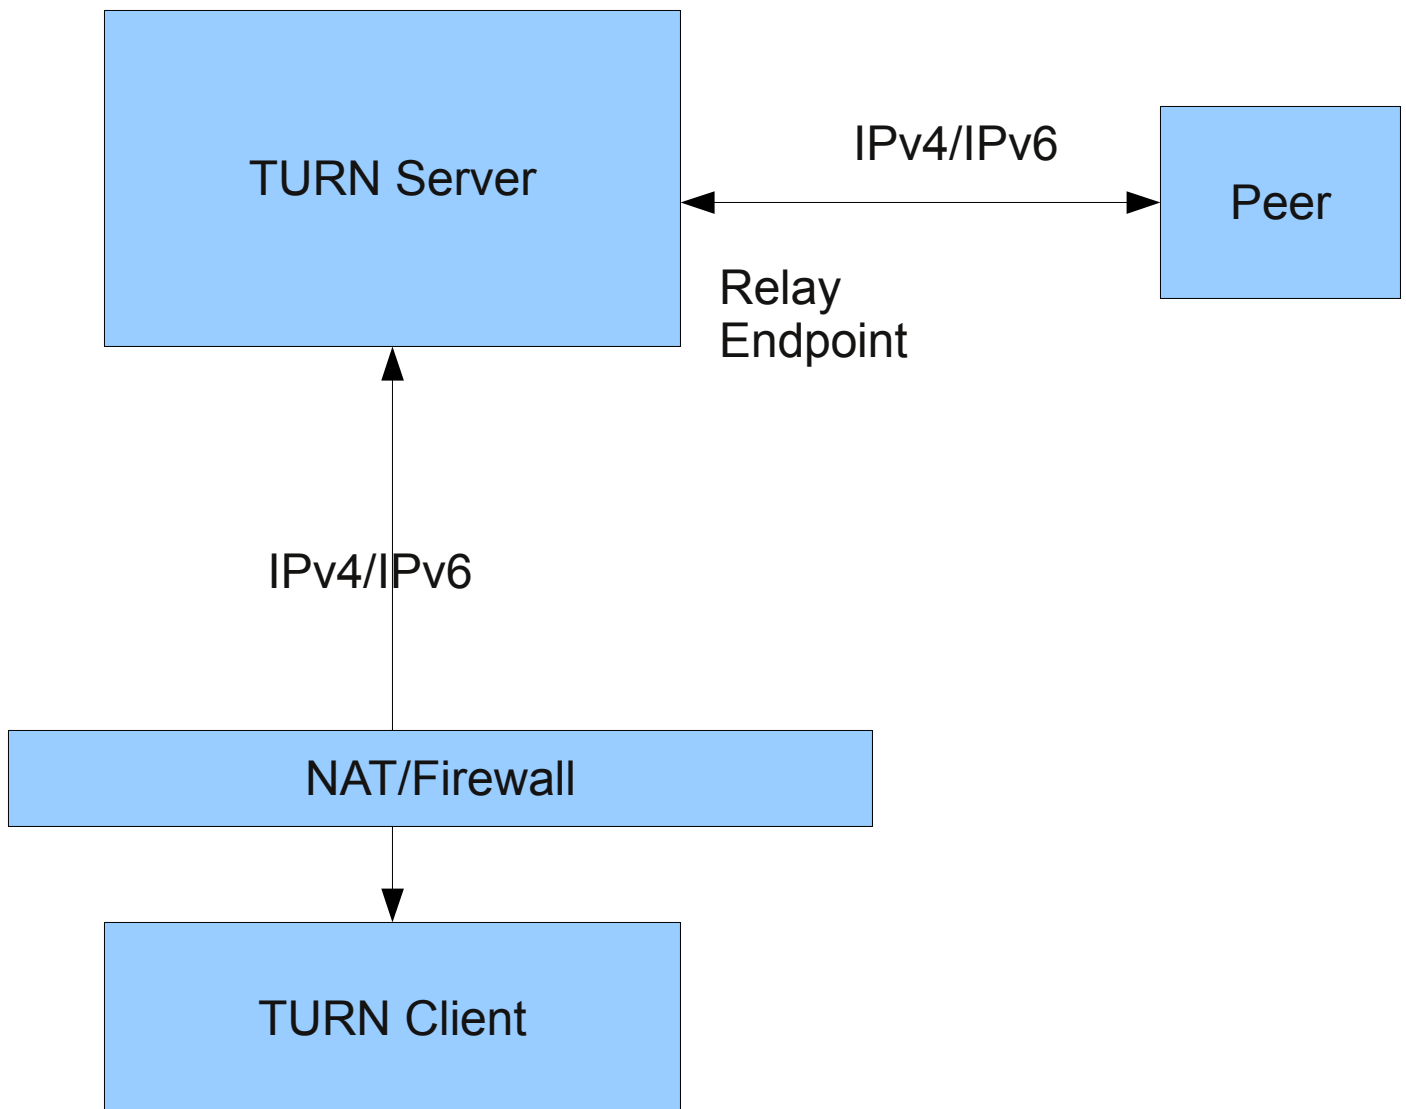 TURN Server
IPv4/IPv6
Peer
Relay
Endpoint
IPv4/IPv6
NAT/Firewall
TURN Client